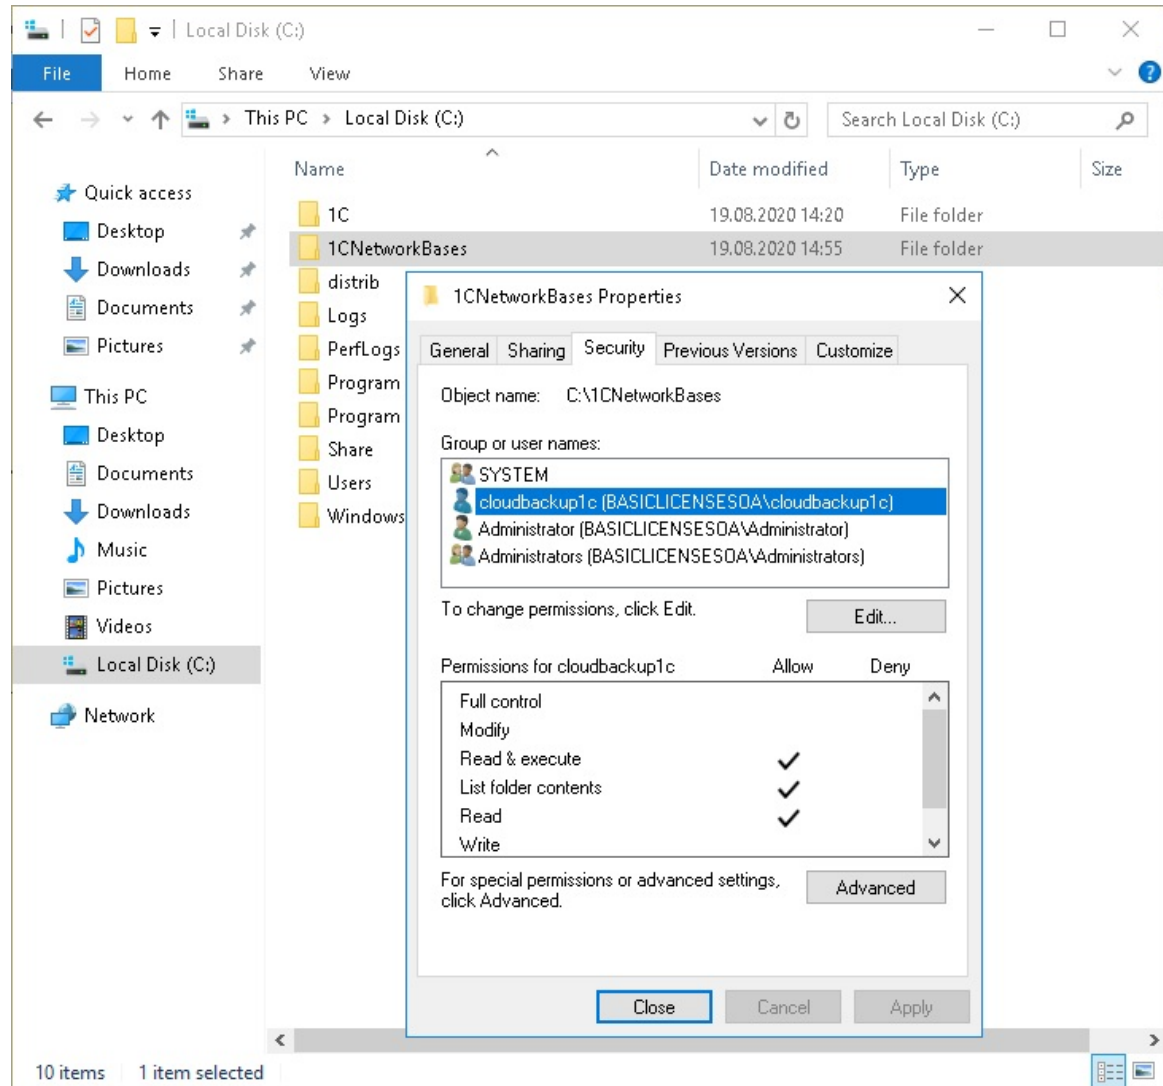 Local Disk (C:)
File Home Share View
This PC > Local Disk (C:)
Search Local Disk (C:)
Name Date modified Type Size
Quick access
Desktop
Downloads
Documents
Pictures
This PC
Desktop
Documents
Downloads
Music
Pictures
Videos
Local Disk (C:)
Network
1C 19.08.2020 14:20 File folder
1CNetworkBases 19.08.2020 14:55 File folder
distrib
Logs
PerfLogs
Program
Program
Share
Users
Windows
1CNetworkBases Properties
General Sharing Security Previous Versions Customize
Object name: C:\1CNetworkBases
Group or user names:
SYSTEM
cloudbackup1c (BASICLICENSESOA\cloudbackup1c)
Administrator (BASICLICENSESOA\Administrator)
Administrators (BASICLICENSESOA\Administrators)
To change permissions, click Edit.
Edit...
Permissions for cloudbackup1c Allow Deny
Full control
Modify
Read & execute
List folder contents
Read
Write
For special permissions or advanced settings,
click Advanced.
Advanced
Close Cancel Apply
10 items 1 item selected